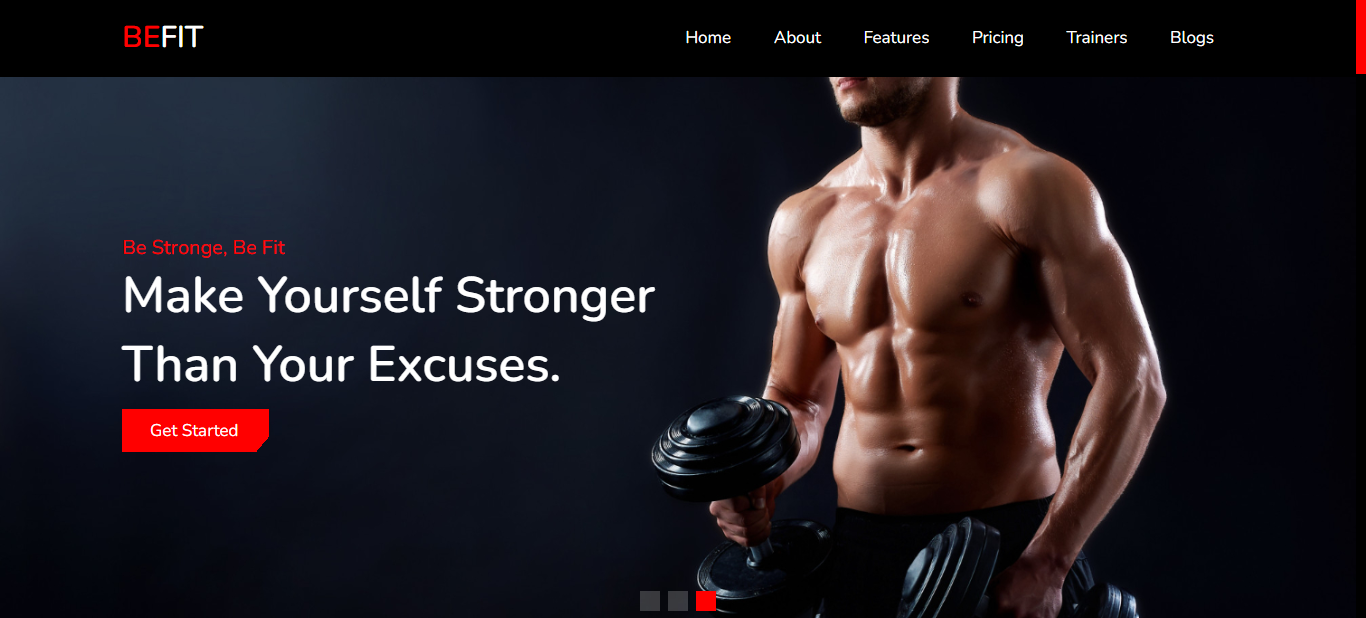 BEFIT
Home About Features Pricing Trainers Blogs
Be Stronge, Be Fit
Make Yourself Stronger
Than Your Excuses.
Get Started